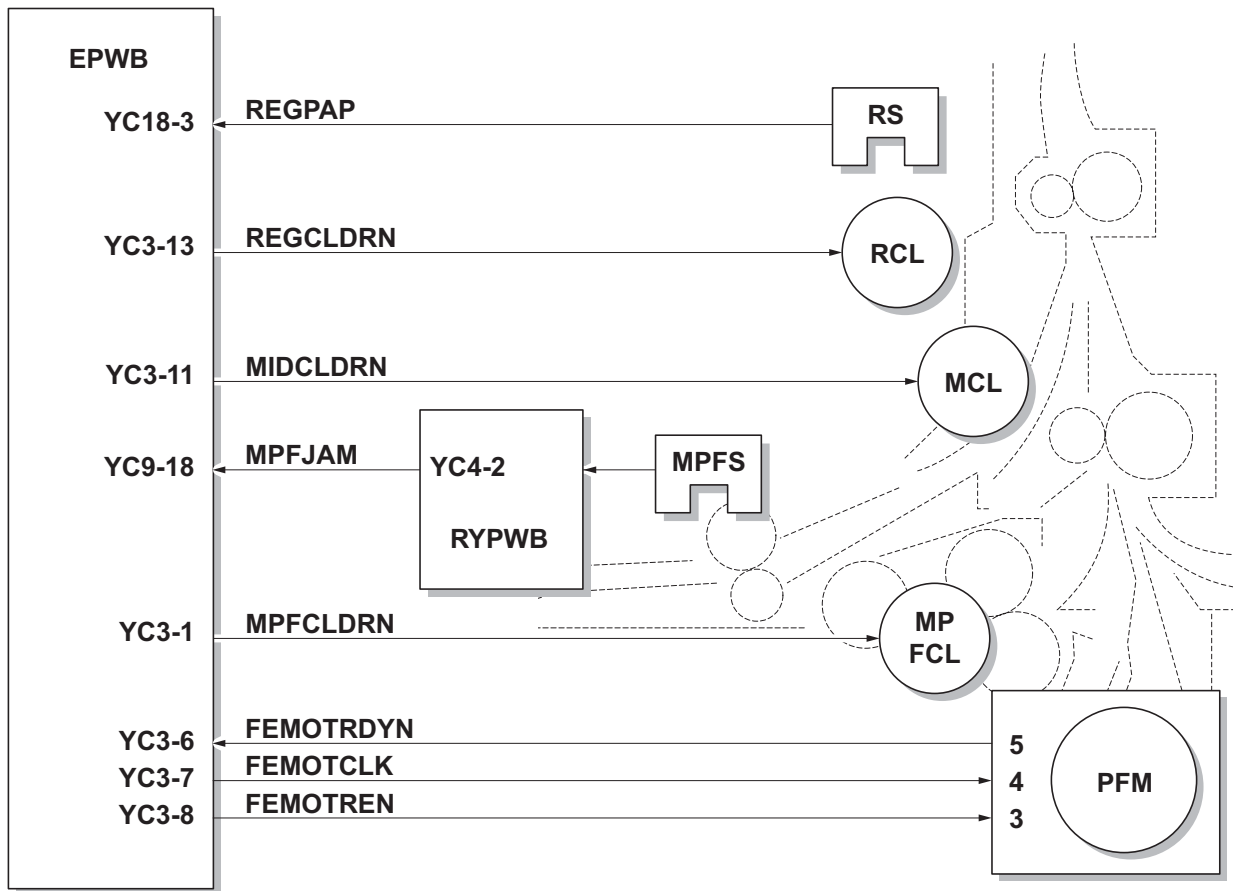 EPWB
YC18-3 REGPAP RS
YC3-13 REGCLDRN RCL
YC3-11 MIDCLDRN MCL
YC9-18 MPFJAM YC4-2 MPFS
RYPWB
YC3-1 MPFCLDRN MP
FCL
YC3-6 FEMOTRDYN 5
YC3-7 FEMOTCLK 4 PFM
YC3-8 FEMOTREN 3